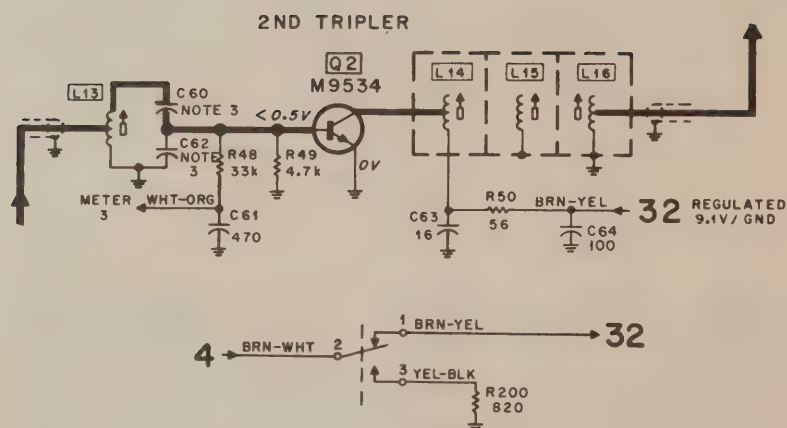 2ND TRIPLER
Q2
M9534
L13
C60
NOTE 3
L14
L15
L16
<0.5V
C62
NOTE
3
R48
33k
R49
4.7k
0V
METER
3
WHT-ORG
C61
470
C63
16
R50
56
BRN-YEL
C64
100
32
REGULATED
9.1V/GND
4
BRN-WHT
2
1
BRN-YEL
32
3
YEL-BLK
R200
820